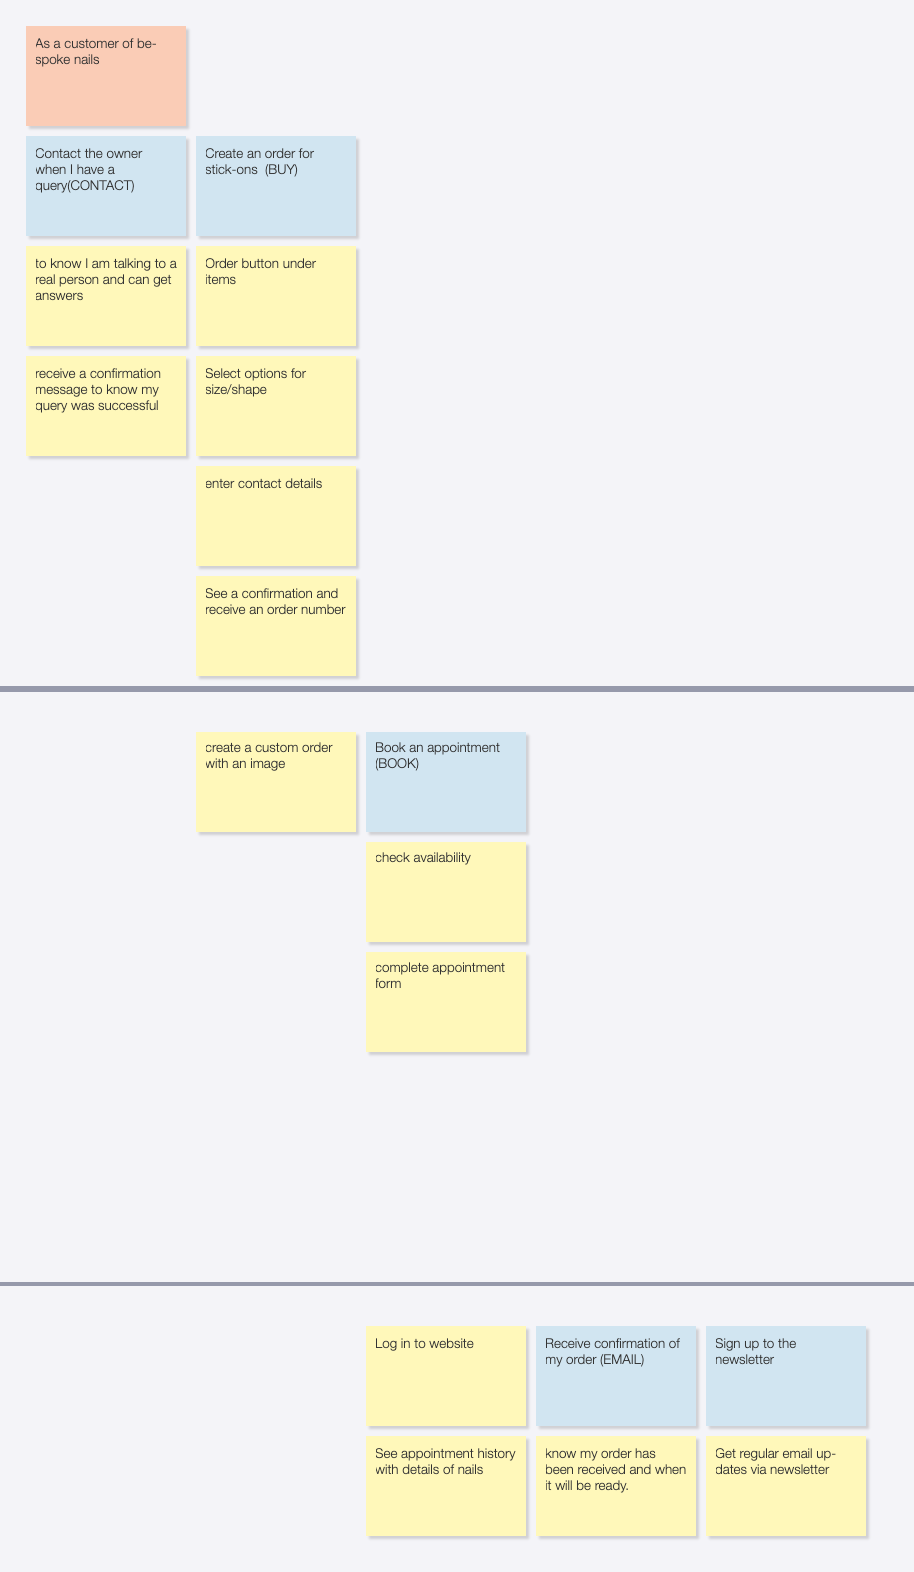 As a customer of be-
spoke nails
Contact the owner
when I have a
query(CONTACT)
Create an order for
stick-ons  (BUY)
to know I am talking to a
real person and can get
answers
Order button under
items
receive a confirmation
message to know my
query was successful
Select options for
size/shape
enter contact details
See a confirmation and
receive an order number
create a custom order
with an image
Book an appointment
(BOOK)
check availability
complete appointment
form
Log in to website
Receive confirmation of
my order (EMAIL)
Sign up to the
newsletter
See appointment history
with details of nails
know my order has
been received and when
it will be ready.
Get regular email up-
dates via newsletter